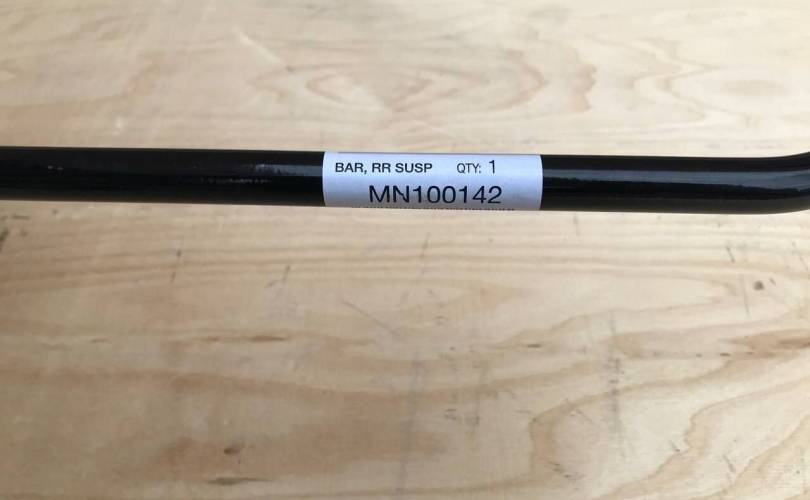 BAR, RR SUSP QTY: 1
MN100142